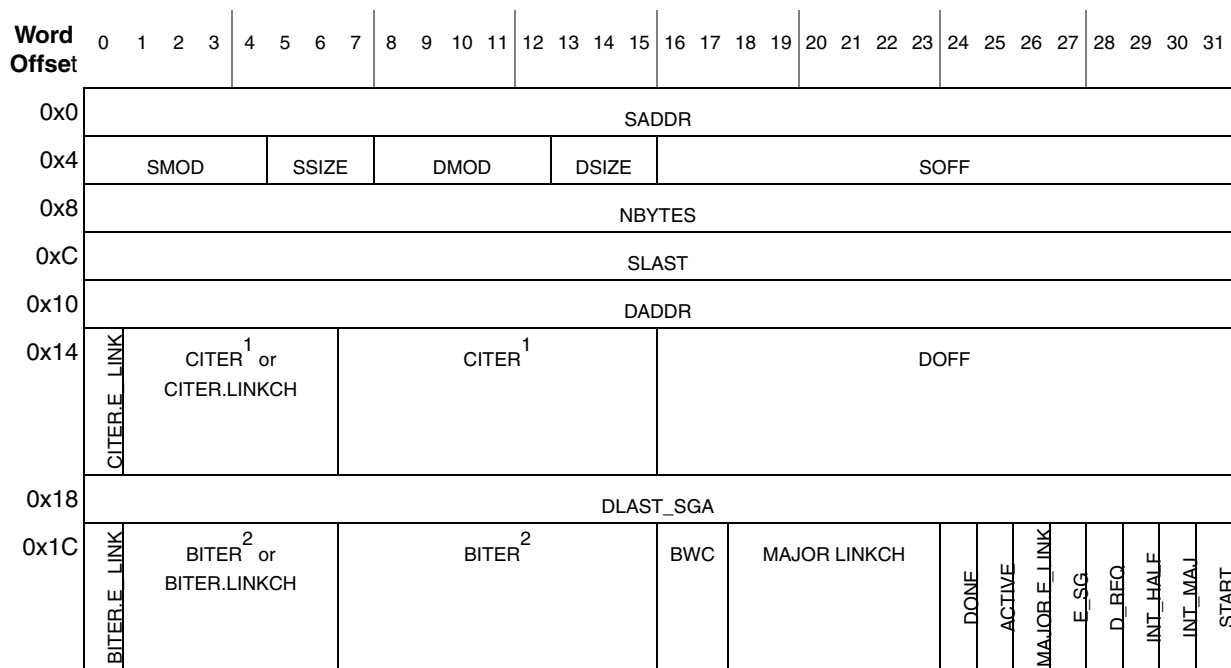 Word Offset
0 1 2 3 4 5 6 7 8 9 10 11 12 13 14 15 16 17 18 19 20 21 22 23 24 25 26 27 28 29 30 31
0x0 SADDR
0x4 SMOD SSIZE DMOD DSIZE SOFF
0x8 NBYTES
0xC SLAST
0x10 DADDR
0x14 CITER.E_LINK CITER1 or CITER.LINKCH CITER1 DOFF
0x18 DLAST_SGA
0x1C BITER.E_LINK BITER2 or BITER.LINKCH BITER2 BWC MAJOR LINKCH DONE ACTIVE MAJOR.E_LINK E_SG D_REQ INT_HALF INT_MAJ START